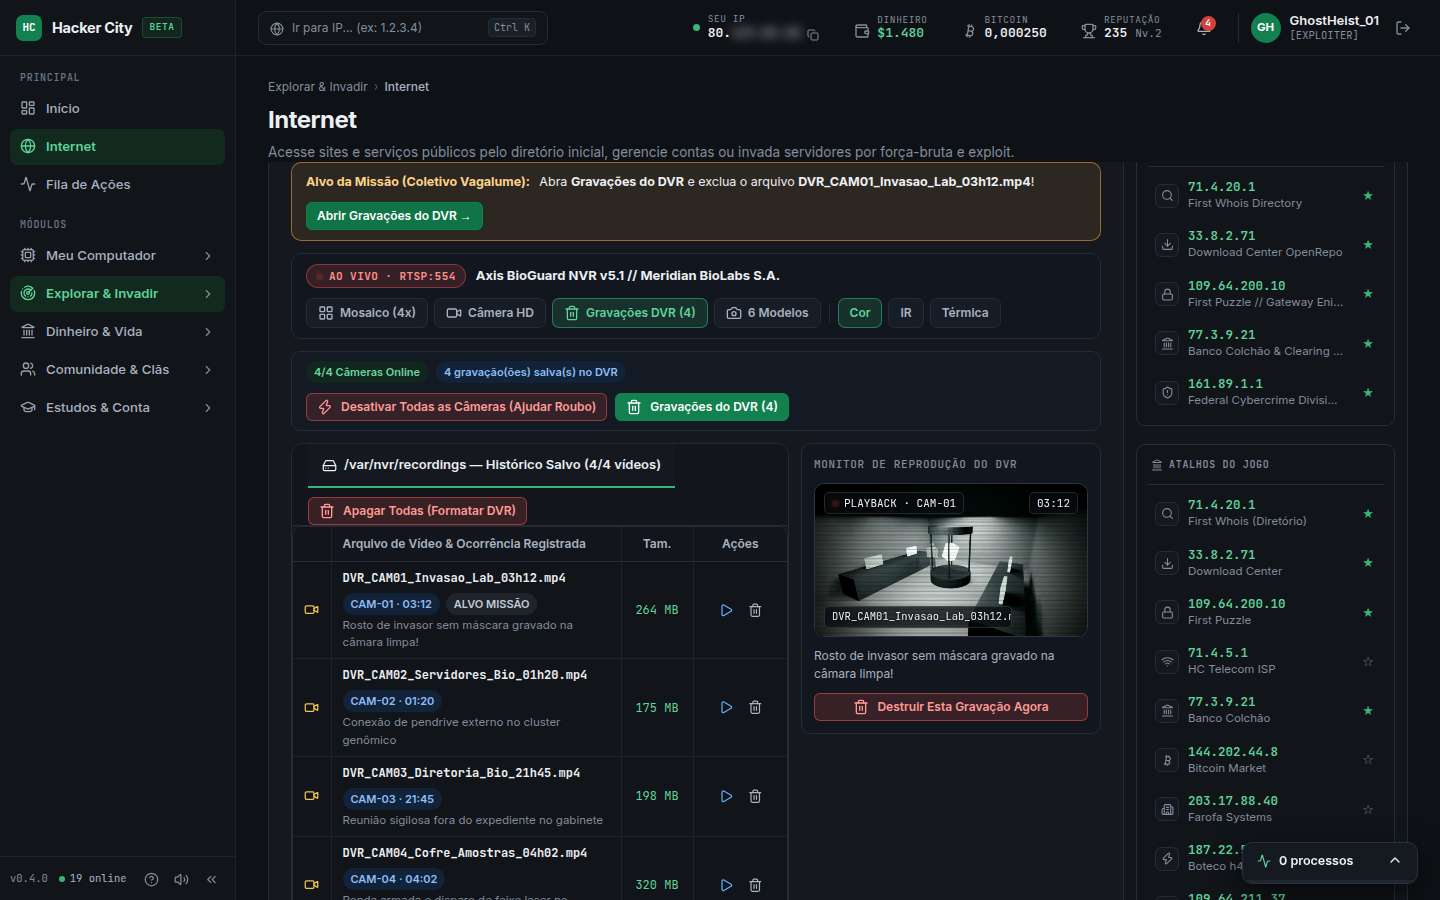 HC Hacker City BETA
Ir para IP... (ex: 1.2.3.4) Ctrl K
SEU IP
80.
DINHEIRO
$1.480
BITCOIN
0,000250
REPUTAÇÃO
235 Nv.2
4
GH
GhostHeist_01
[EXPLOITER]
PRINCIPAL
Início
Internet
Fila de Ações
MÓDULOS
Meu Computador
Explorar & Invadir
Dinheiro & Vida
Comunidade & Clãs
Estudos & Conta
v0.4.0 19 online
Explorar & Invadir › Internet
Internet
Acesse sites e serviços públicos pelo diretório inicial, gerencie contas ou invada servidores por força-bruta e exploit.
Alvo da Missão (Coletivo Vagalume): Abra Gravações do DVR e exclua o arquivo DVR_CAM01_Invasao_Lab_03h12.mp4!
Abrir Gravações do DVR →
AO VIVO · RTSP:554 Axis BioGuard NVR v5.1 // Meridian BioLabs S.A.
Mosaico (4x) Câmera HD Gravações DVR (4) 6 Modelos Cor IR Térmica
4/4 Câmeras Online 4 gravação(ões) salva(s) no DVR
Desativar Todas as Câmeras (Ajudar Roubo) Gravações do DVR (4)
/var/nvr/recordings — Histórico Salvo (4/4 vídeos)
Apagar Todas (Formatar DVR)
Arquivo de Vídeo & Ocorrência Registrada Tam. Ações
DVR_CAM01_Invasao_Lab_03h12.mp4
CAM-01 · 03:12 ALVO MISSÃO
264 MB
Rosto de invasor sem máscara gravado na
câmara limpa!
DVR_CAM02_Servidores_Bio_01h20.mp4
CAM-02 · 01:20
175 MB
Conexão de pendrive externo no cluster
genômico
DVR_CAM03_Diretoria_Bio_21h45.mp4
CAM-03 · 21:45
198 MB
Reunião sigilosa fora do expediente no gabinete
DVR_CAM04_Cofre_Amostras_04h02.mp4
CAM-04 · 04:02
320 MB
MONITOR DE REPRODUÇÃO DO DVR
PLAYBACK · CAM-01 03:12
DVR_CAM01_Invasao_Lab_03h12.r
Rosto de invasor sem máscara gravado na
câmara limpa!
Destruir Esta Gravação Agora
71.4.20.1
First Whois Directory
33.8.2.71
Download Center OpenRepo
109.64.200.10
First Puzzle // Gateway Eni...
77.3.9.21
Banco Colchão & Clearing ...
161.89.1.1
Federal Cybercrime Divisi...
ATALHOS DO JOGO
71.4.20.1
First Whois (Diretório)
33.8.2.71
Download Center
109.64.200.10
First Puzzle
71.4.5.1
HC Telecom ISP
77.3.9.21
Banco Colchão
144.202.44.8
Bitcoin Market
203.17.88.40
Farofa Systems
187.22.
Boteco h4
0 processos